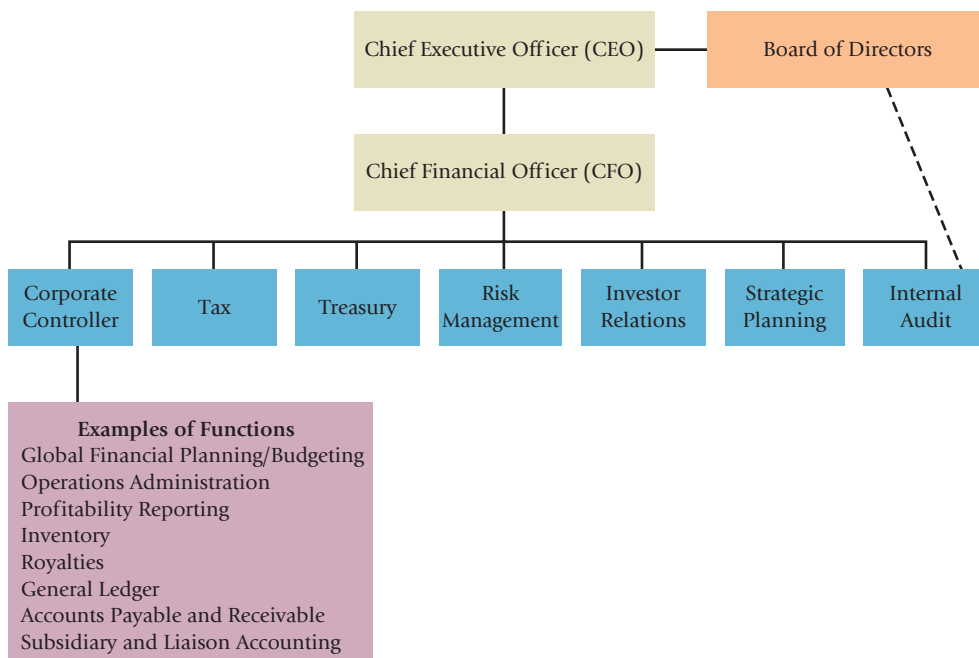 Chief Executive Officer (CEO)
Board of Directors
Chief Financial Officer (CFO)
Corporate
Controller
Tax
Treasury
Risk
Management
Investor
Relations
Strategic
Planning
Internal
Audit
Examples of Functions
Global Financial Planning/Budgeting
Operations Administration
Profitability Reporting
Inventory
Royalties
General Ledger
Accounts Payable and Receivable
Subsidiary and Liaison Accounting